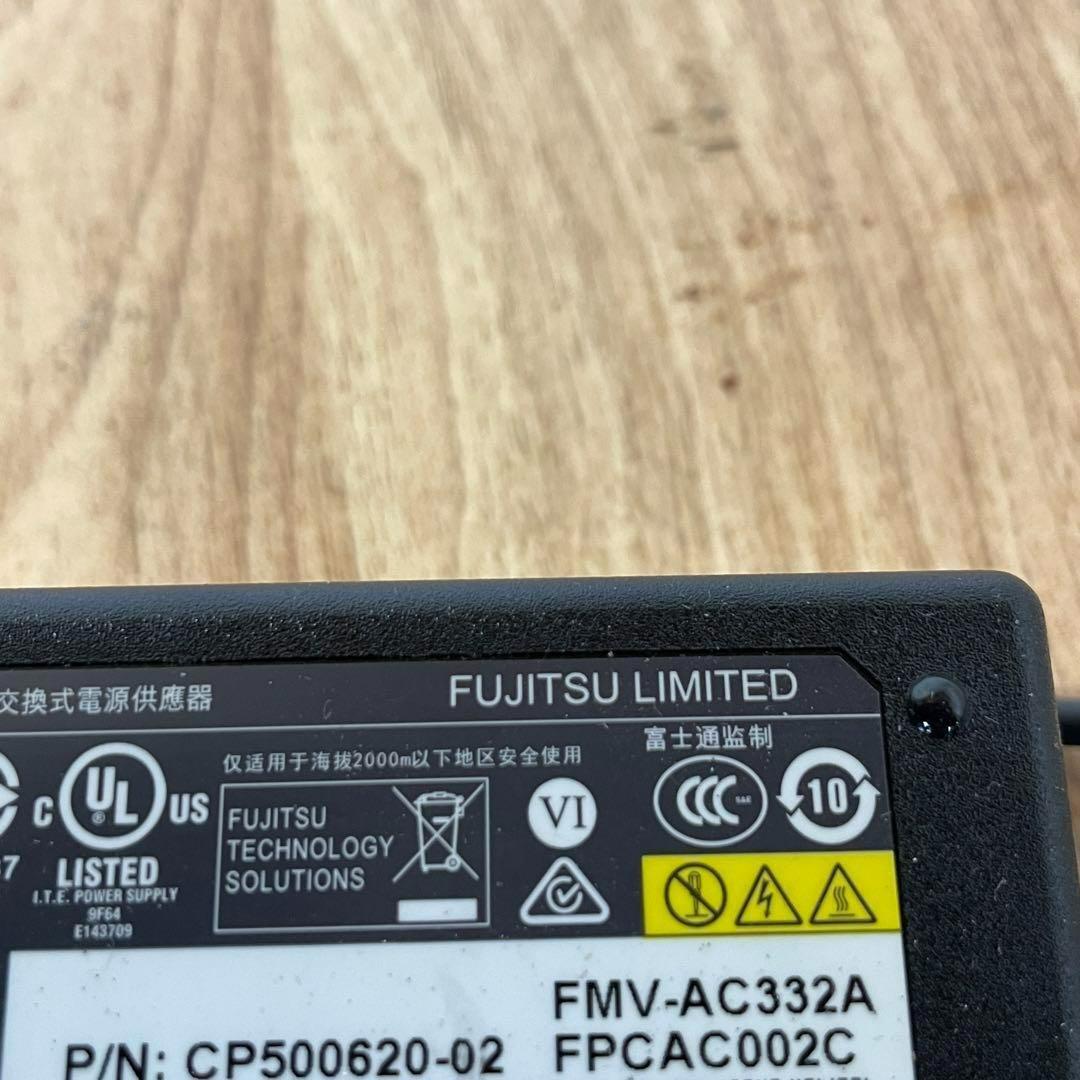 交換式電源供應器
FUJITSU LIMITED
富士通监制
仅适用于海拔2000m以下地区安全使用
C UL® US
LISTED
I.T.E. POWER SUPPLY
9F64
E143709
FUJITSU
TECHNOLOGY
SOLUTIONS
VI
CCC
S&E
10
FMV-AC332A
P/N: CP500620-02
FPCAC002C